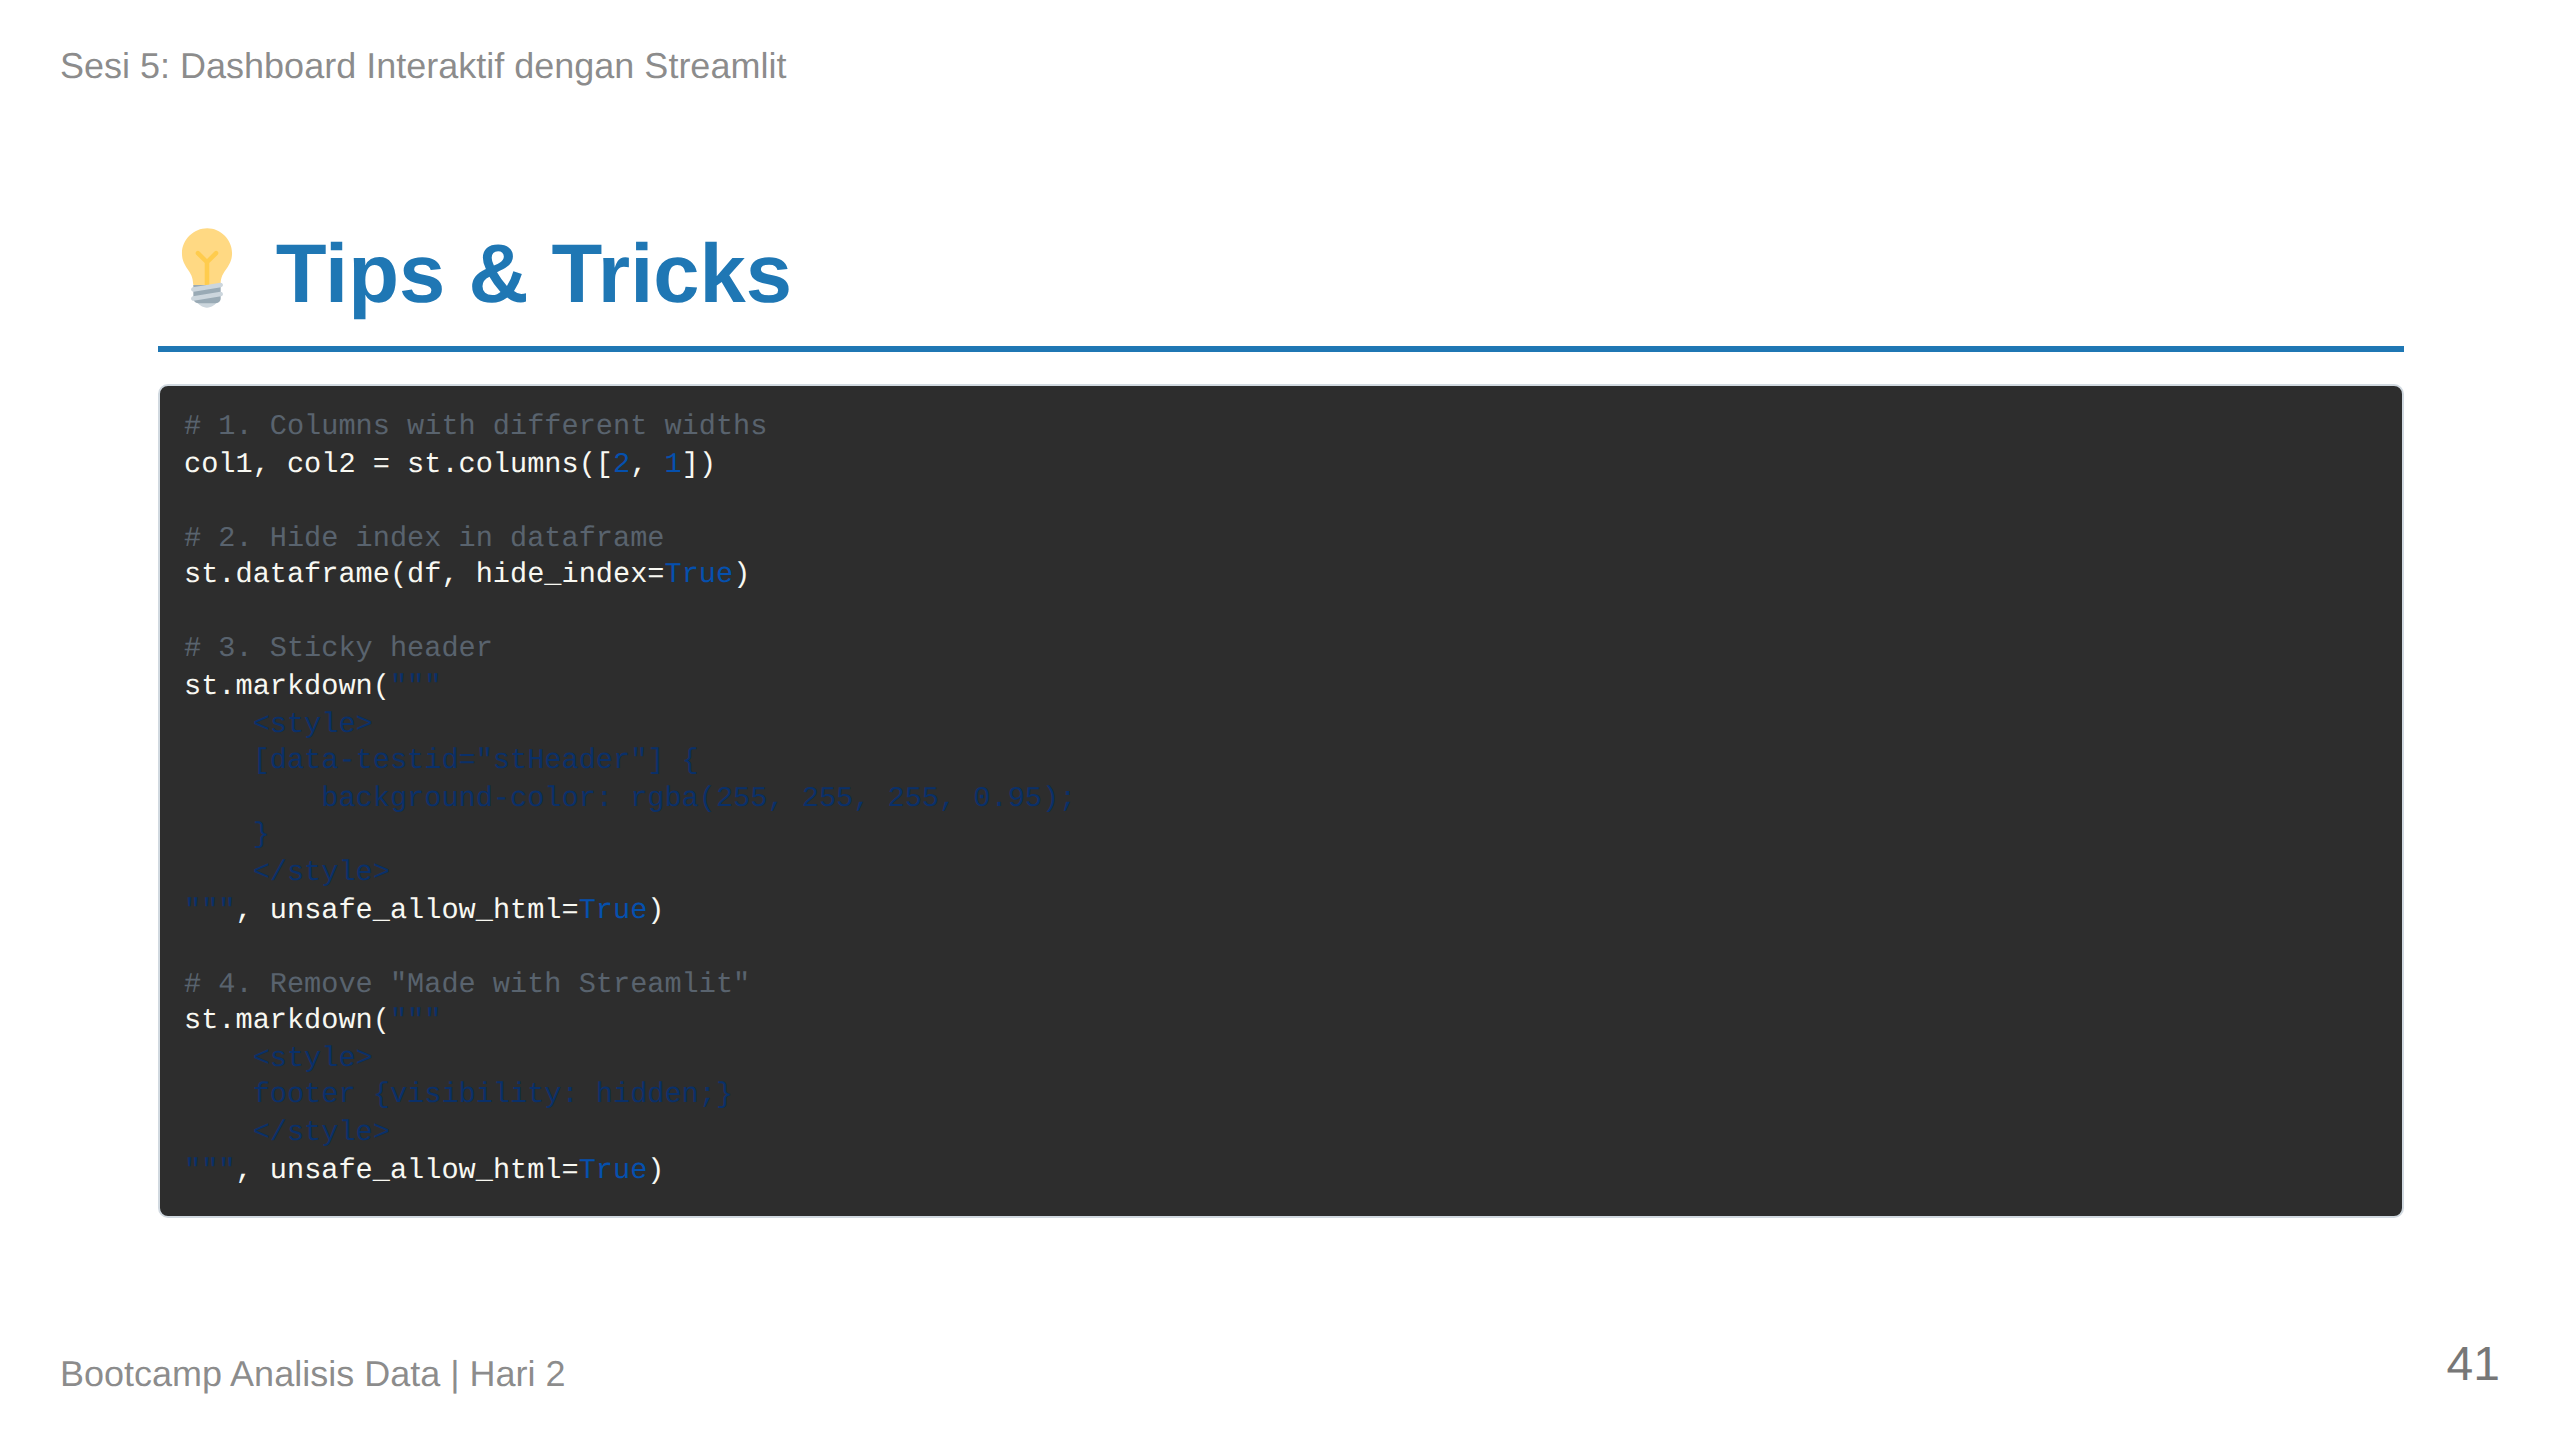 Sesi 5: Dashboard Interaktif dengan Streamlit
Tips & Tricks
# 1. Columns with different widths
col1, col2 = st.columns([2, 1])
# 2. Hide index in dataframe
st.dataframe(df, hide_index=True)
# 3. Sticky header
st.markdown("""
    <style>
    [data-testid="stHeader"] {
        background-color: rgba(255, 255, 255, 0.95);
    }
    </style>
""", unsafe_allow_html=True)
# 4. Remove "Made with Streamlit"
st.markdown("""
    <style>
    footer {visibility: hidden;}
    </style>
""", unsafe_allow_html=True)
Bootcamp Analisis Data | Hari 2
41